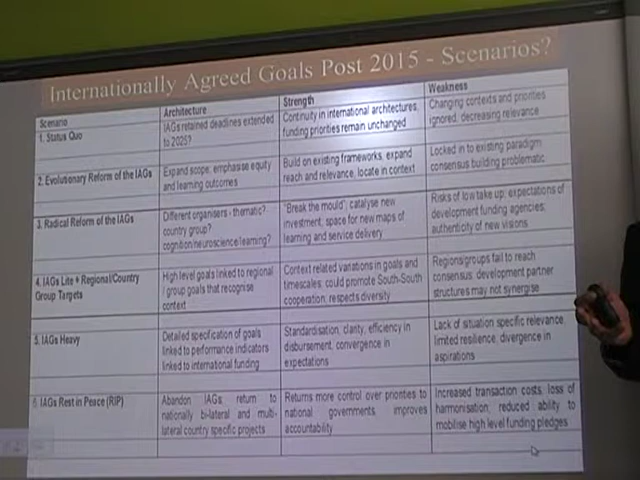 Internationally Agreed Goals Post 2015 - Scenarios?
Scenario
Architecture
Strength
Weakness
1. Status Quo
IAGs retained deadlines extended
to 2025?
Continuity in international architectures,
funding priorities remain unchanged
Changing contexts and priorities
ignored, decreasing relevance
2. Evolutionary Reform of the IAGs
Expand scope, emphasise equity
and learning outcomes
Build on existing frameworks, expand
reach and relevance, locate in context
Locked in to existing paradigm
consensus building problematic
3. Radical Reform of the IAGs
Different organisers - thematic?
country group?
cognition/neuroscience/learning?
"Break the mould"; catalyse new
investment; space for new maps of
learning and service delivery
Risks of low take up; expectations of
development funding agencies;
authenticity of new visions
4. IAGs Lite + Regional/Country
Group Targets
High level goals linked to regional
/ group goals that recognise
context
Context related variations in goals and
timescales; could promote South-South
cooperation, respects diversity
Regions/groups fail to reach
consensus; development partner
structures may not synergise
5. IAGs Heavy
Detailed specification of goals
linked to performance indicators
linked to international funding
Standardisation, clarity, efficiency in
disbursement, convergence in
expectations
Lack of situation specific relevance,
limited resilience, divergence in
aspirations
6. IAGs Rest in Peace (RIP)
Abandon IAGs return to
nationally bi-lateral and multi-
lateral country specific projects
Returns more control over priorities to
national governments improves
accountability
Increased transaction costs, loss of
harmonisation, reduced ability to
mobilise high level funding pledges